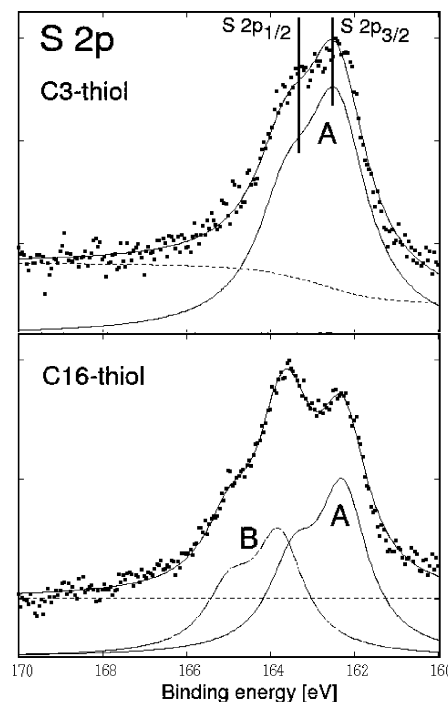 S 2p
S 2p1/2
S 2p3/2
C3-thiol
A
C16-thiol
B
A
170 168 166 164 162 160
Binding energy [eV]